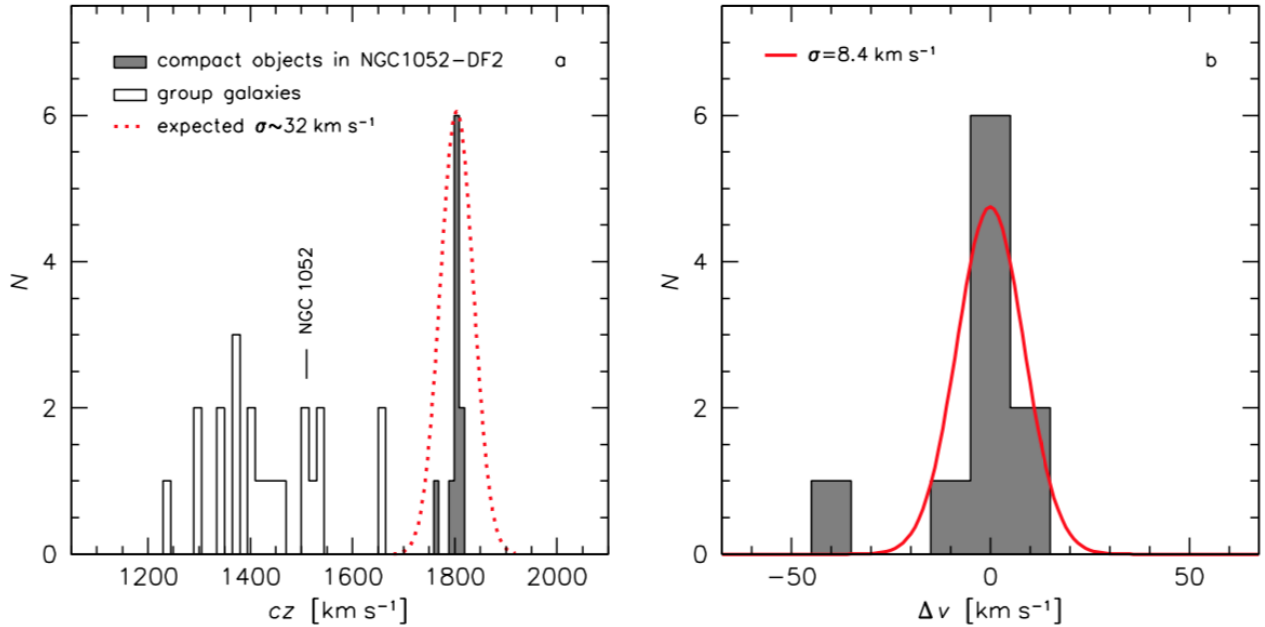 compact objects in NGC1052-DF2
a
group galaxies
expected σ~32 km s⁻¹
NGC 1052
N
0
2
4
6
1200
1400
1600
1800
2000
cz [km s⁻¹]
σ=8.4 km s⁻¹
b
N
0
2
4
6
−50
0
50
Δv [km s⁻¹]